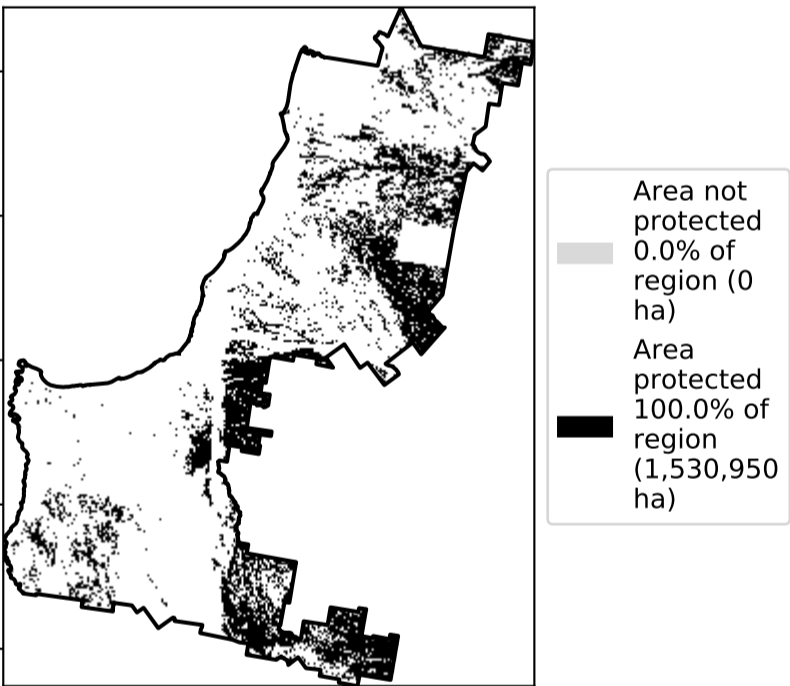 Area not
protected
0.0% of
region (0
ha)
Area
protected
100.0% of
region
(1,530,950
ha)